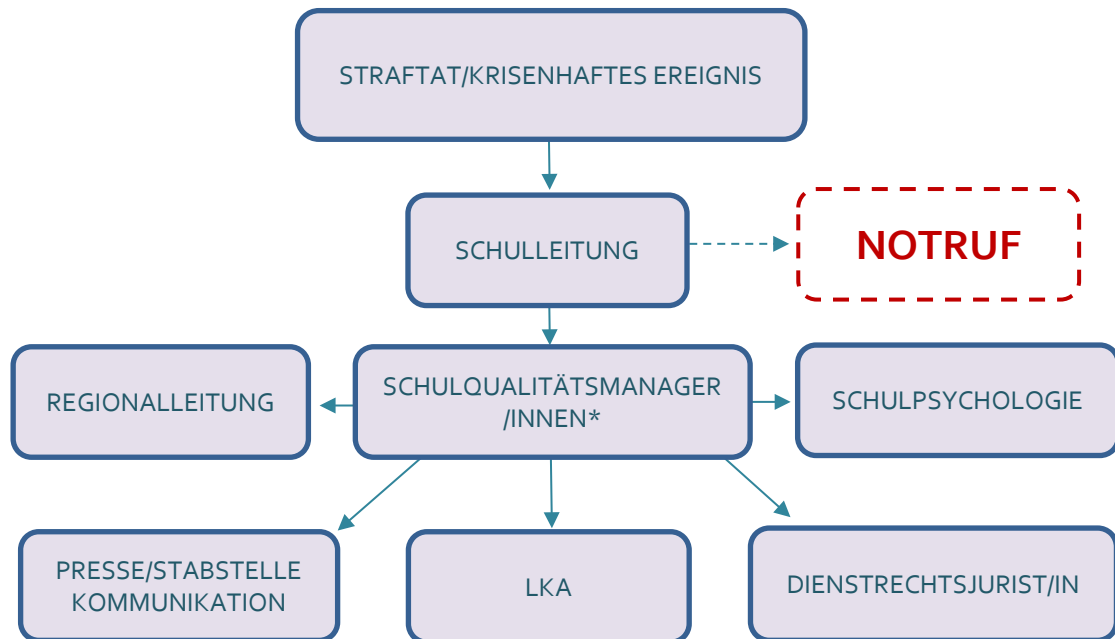 STRAFTAT/KRISENHAFTES EREIGNIS
SCHULLEITUNG
NOTRUF
REGIONALLEITUNG
SCHULQUALITÄTSMANAGER
/INNEN*
SCHULPSYCHOLOGIE
PRESSE/STABSTELLE
KOMMUNIKATION
LKA
DIENSTRECHTSJURIST/IN